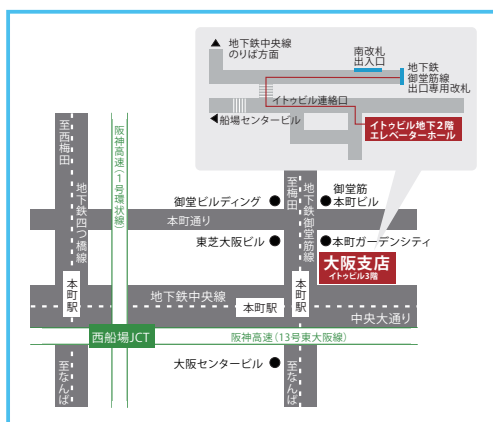 ▲ 地下鉄中央線
のりば方面
南改札
出入口
地下鉄
御堂筋線
出口専用改札
イトゥビル連絡口
◀船場センタービル
イトゥビル地下2階
エレベーターホール
至西梅田
地下鉄四つ橋線
阪神高速(1号環状線)
至梅田
地下鉄御堂筋線
御堂ビルディング
御堂筋
本町ビル
本町通り
東芝大阪ビル
本町ガーデンシティ
大阪支店
イトゥビル3階
本町駅
地下鉄中央線
本町駅
本町駅
中央大通り
西船場JCT
阪神高速(13号東大阪線)
至なんば
大阪センタービル
至なんば